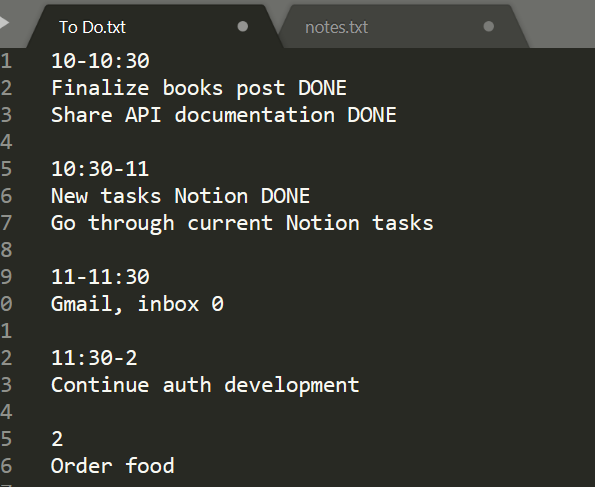 To Do.txt
notes.txt
1 10-10:30
2 Finalize books post DONE
3 Share API documentation DONE
4
5 10:30-11
6 New tasks Notion DONE
7 Go through current Notion tasks
8
9 11-11:30
0 Gmail, inbox 0
1
2 11:30-2
3 Continue auth development
4
5 2
6 Order food